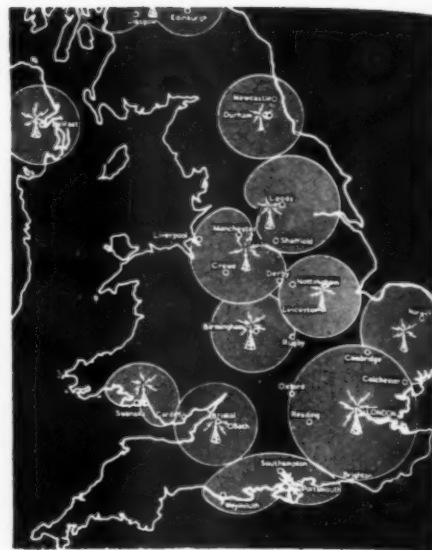 Edinburgh
Newcastle
Durham
Leeds
Manchester
Liverpool
Sheffield
Crewe
Derby
Nottingham
Leicester
Birmingham
Rugby
Cambridge
Colchester
Oxford
Swansea
Cardiff
Bristol
Bath
Reading
LONDON
Southampton
Brighton
Portsmouth
Weymouth